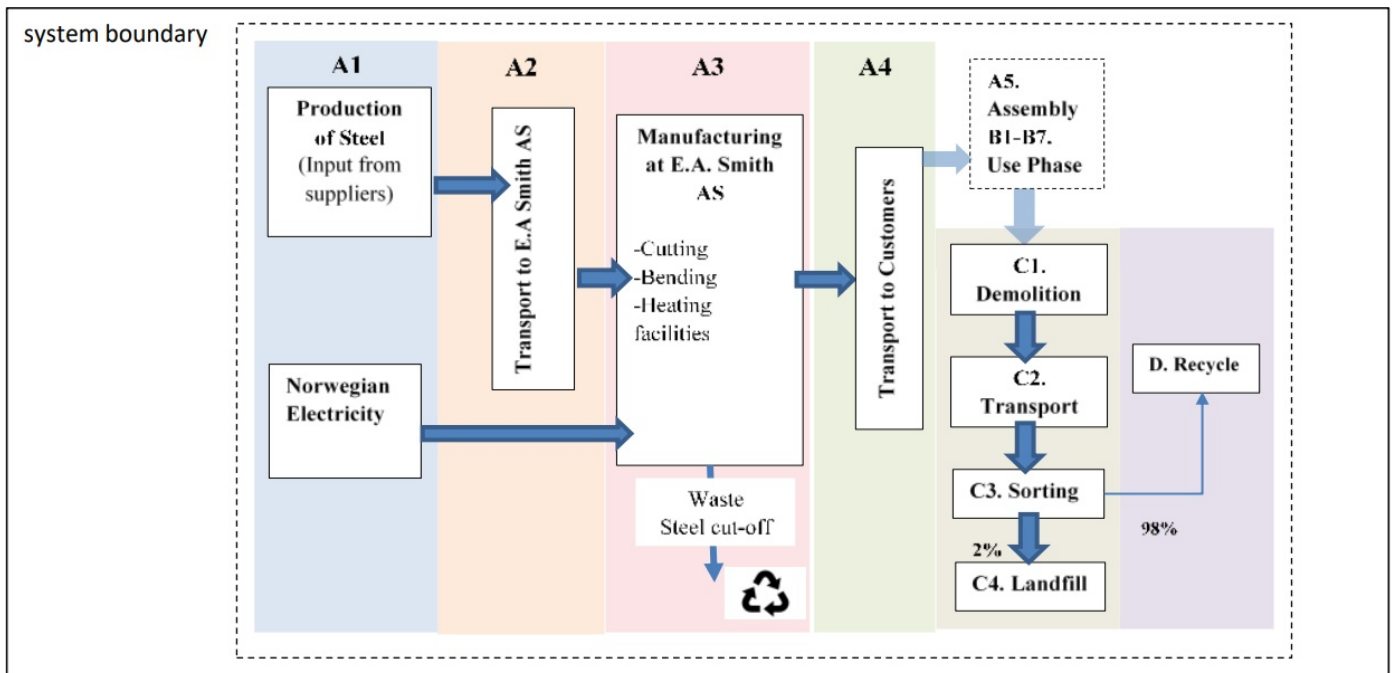 system boundary
A1
Production
of Steel
(Input from
suppliers)
Norwegian
Electricity
A2
Transport to E.A Smith AS
A3
Manufacturing
at E.A. Smith
AS
-Cutting
-Bending
-Heating
facilities
Waste
Steel cut-off
A4
Transport to Customers
A5.
Assembly
B1-B7.
Use Phase
C1.
Demolition
C2.
Transport
C3. Sorting
2%
C4. Landfill
98%
D. Recycle